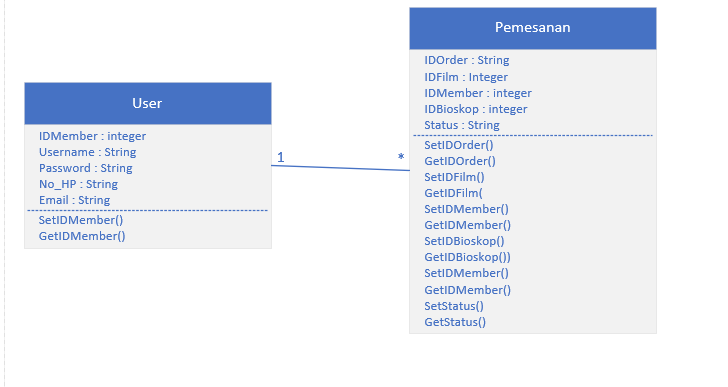 User
IDMember : integer
Username : String
Password : String
No_HP : String
Email : String
SetIDMember()
GetIDMember()
1
*
Pemesanan
IDOrder : String
IDFilm : Integer
IDMember : integer
IDBioskop : integer
Status : String
SetIDOrder()
GetIDOrder()
SetIDFilm()
GetIDFilm(
SetIDMember()
GetIDMember()
SetIDBioskop()
GetIDBioskop())
SetIDMember()
GetIDMember()
SetStatus()
GetStatus()